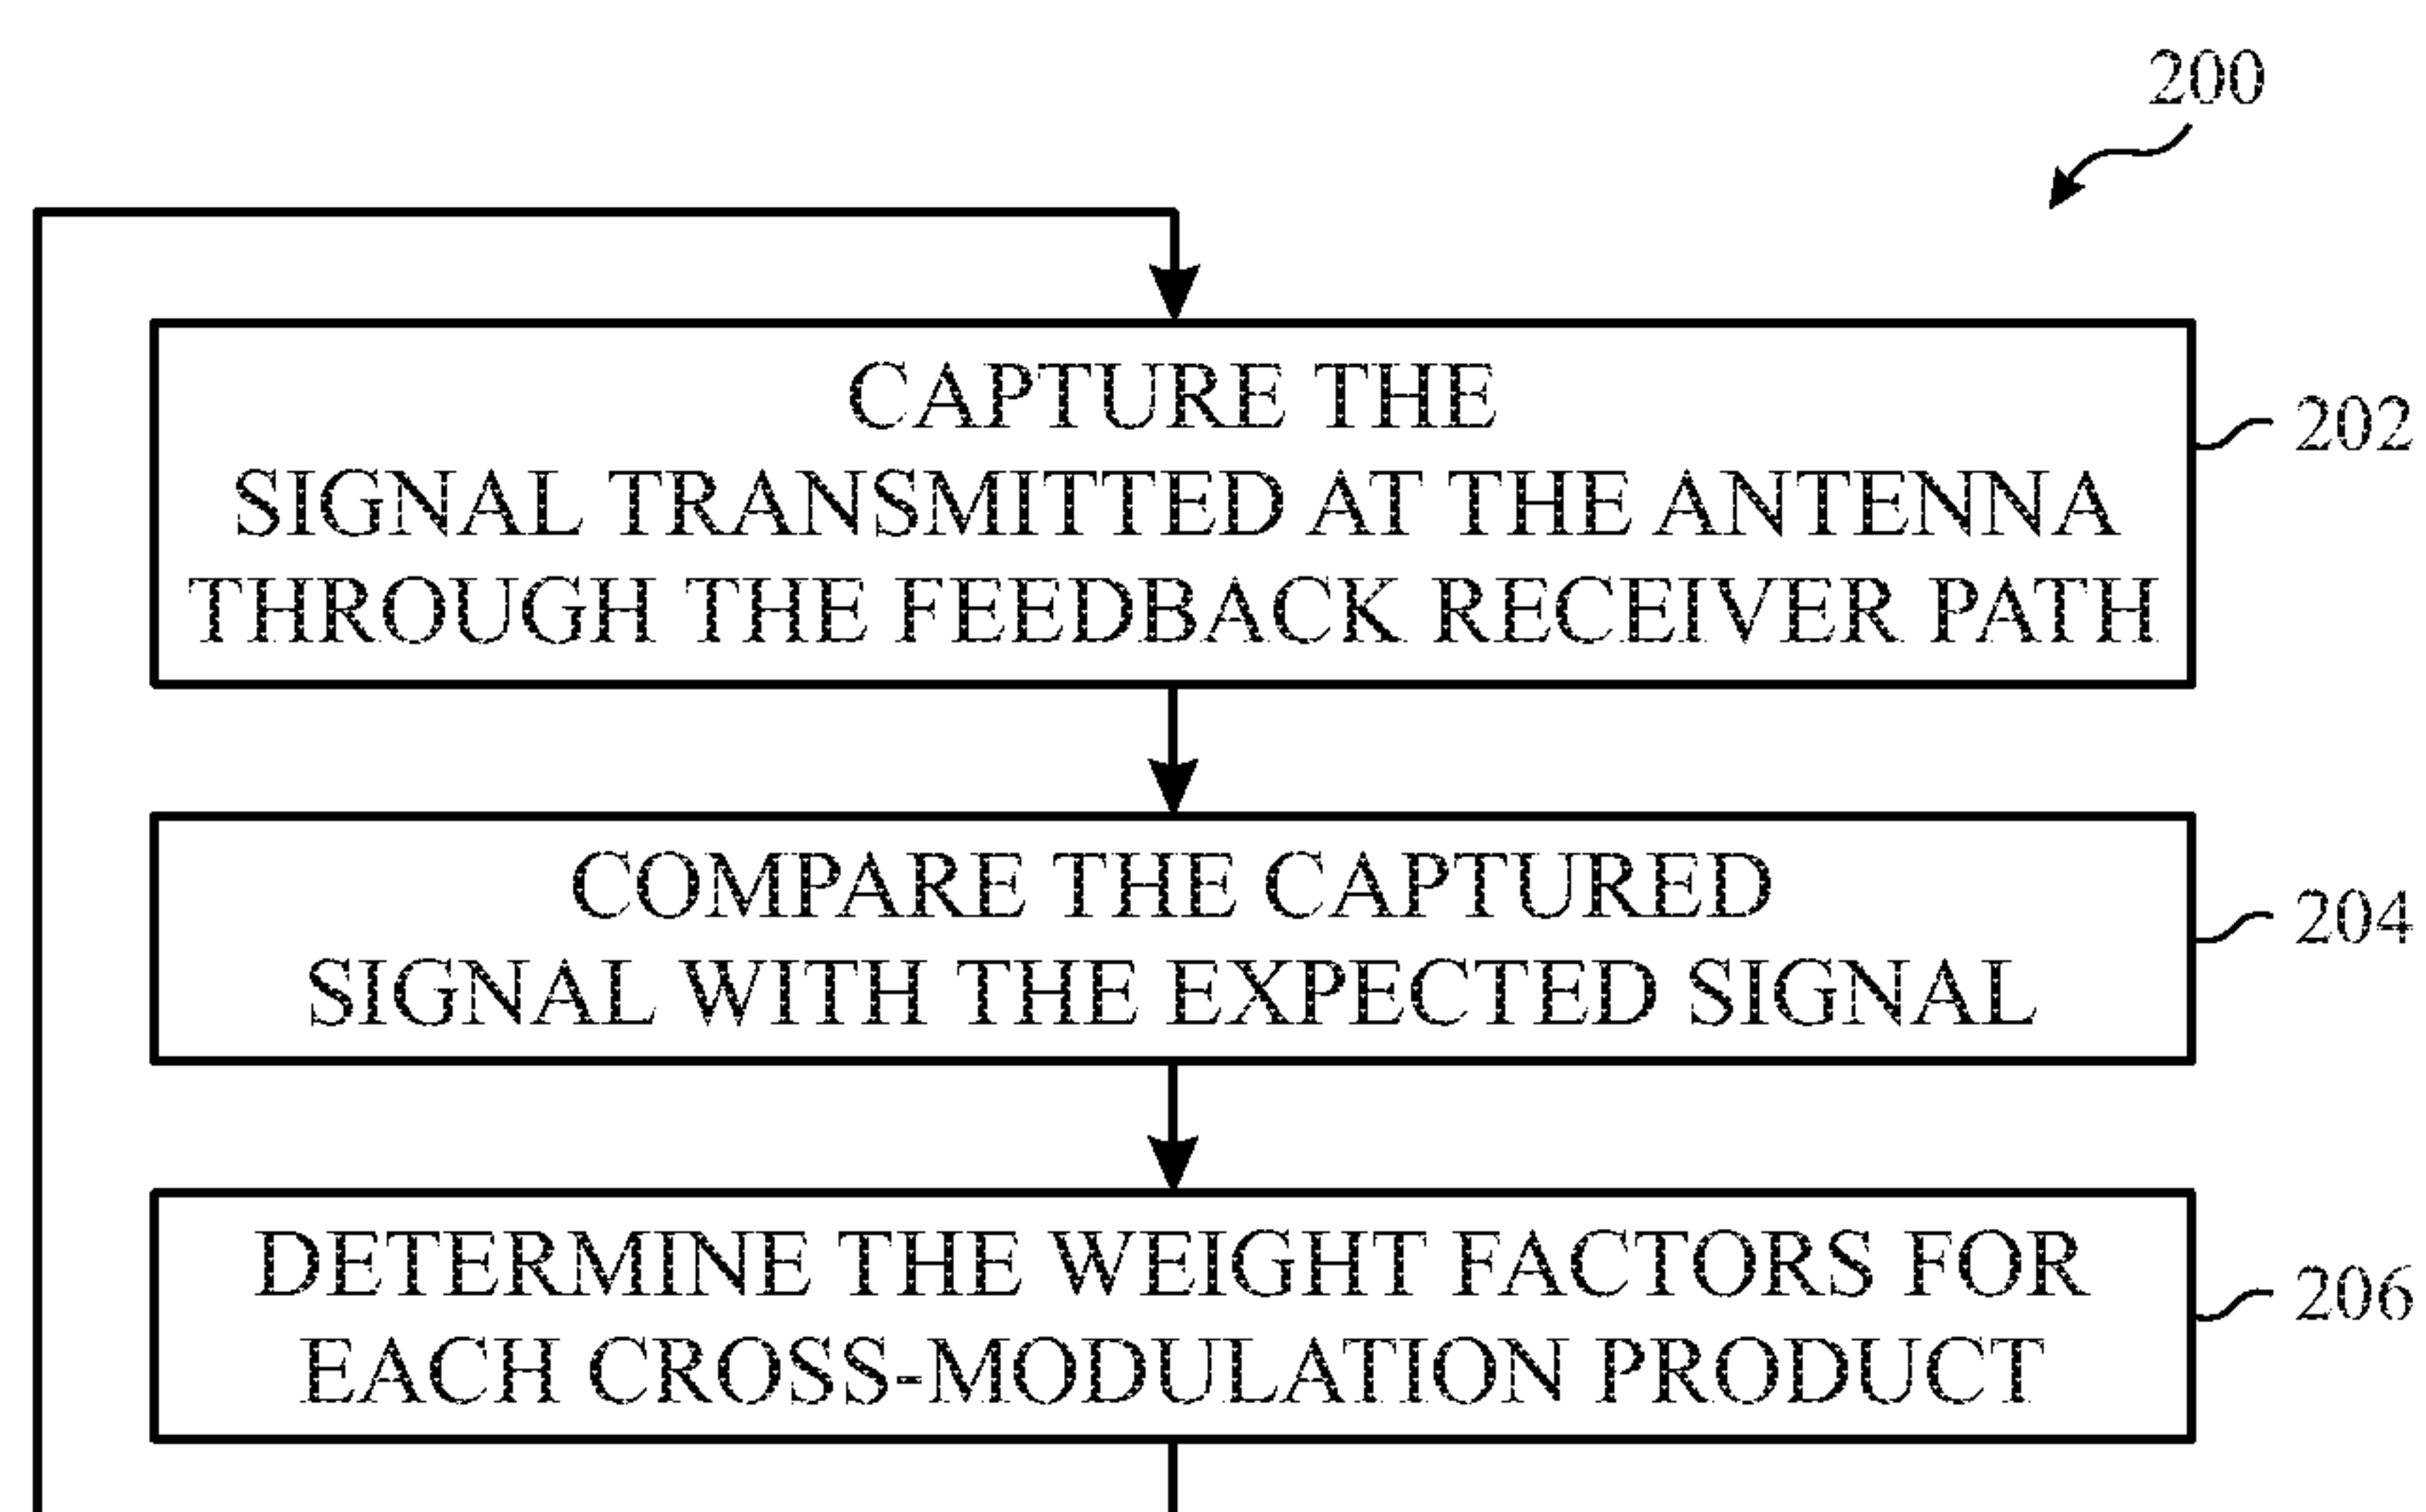 200
CAPTURE THE
SIGNAL TRANSMITTED AT THE ANTENNA
THROUGH THE FEEDBACK RECEIVER PATH
202
COMPARE THE CAPTURED
SIGNAL WITH THE EXPECTED SIGNAL
204
DETERMINE THE WEIGHT FACTORS FOR
EACH CROSS-MODULATION PRODUCT
206